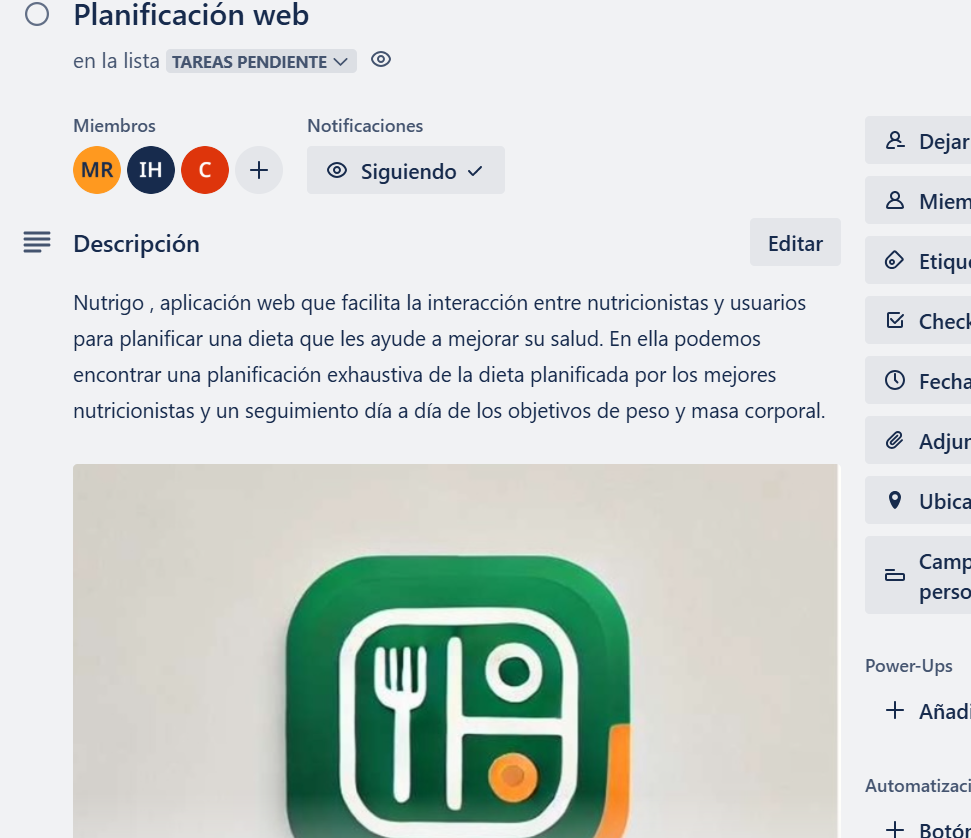 Planificación web
en la lista TAREAS PENDIENTE
Miembros
Notificaciones
MR IH C
Siguiendo
Descripción
Editar
Nutrigo , aplicación web que facilita la interacción entre nutricionistas y usuarios
para planificar una dieta que les ayude a mejorar su salud. En ella podemos
encontrar una planificación exhaustiva de la dieta planificada por los mejores
nutricionistas y un seguimiento día a día de los objetivos de peso y masa corporal.
Dejar
Miem
Etique
Check
Fecha
Adjun
Ubica
Camp
perso
Power-Ups
Añadi
Automatizaci
Botón